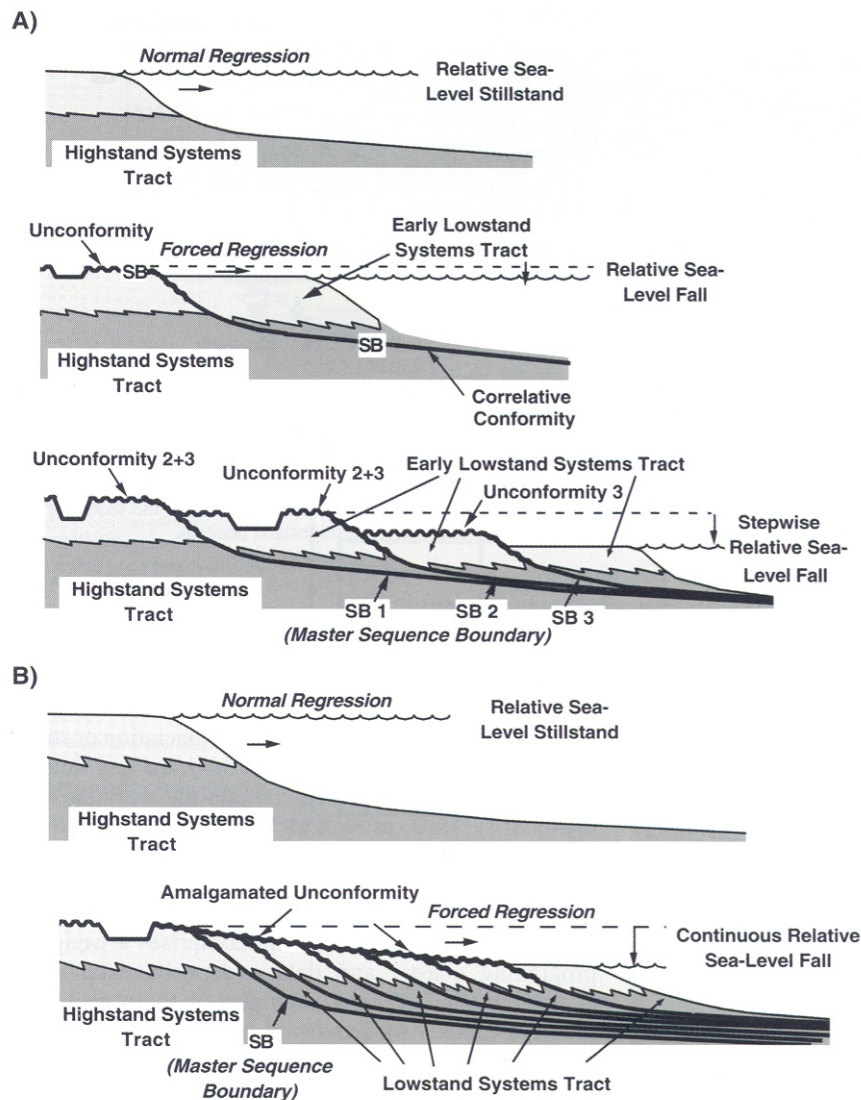 A)
Normal Regression
Relative Sea-
Level Stillstand
Highstand Systems
Tract
Unconformity
SB
Forced Regression
Early Lowstand
Systems Tract
Relative Sea-
Level Fall
Highstand Systems
Tract
SB
Correlative
Conformity
Unconformity 2+3
Unconformity 2+3
Early Lowstand Systems Tract
Unconformity 3
Stepwise
Relative Sea-
Level Fall
Highstand Systems
Tract
SB 1
SB 2
SB 3
(Master Sequence Boundary)
B)
Normal Regression
Relative Sea-
Level Stillstand
Highstand Systems
Tract
Amalgamated Unconformity
Forced Regression
Continuous Relative
Sea-Level Fall
Highstand Systems
Tract
SB
(Master Sequence
Boundary)
Lowstand Systems Tract